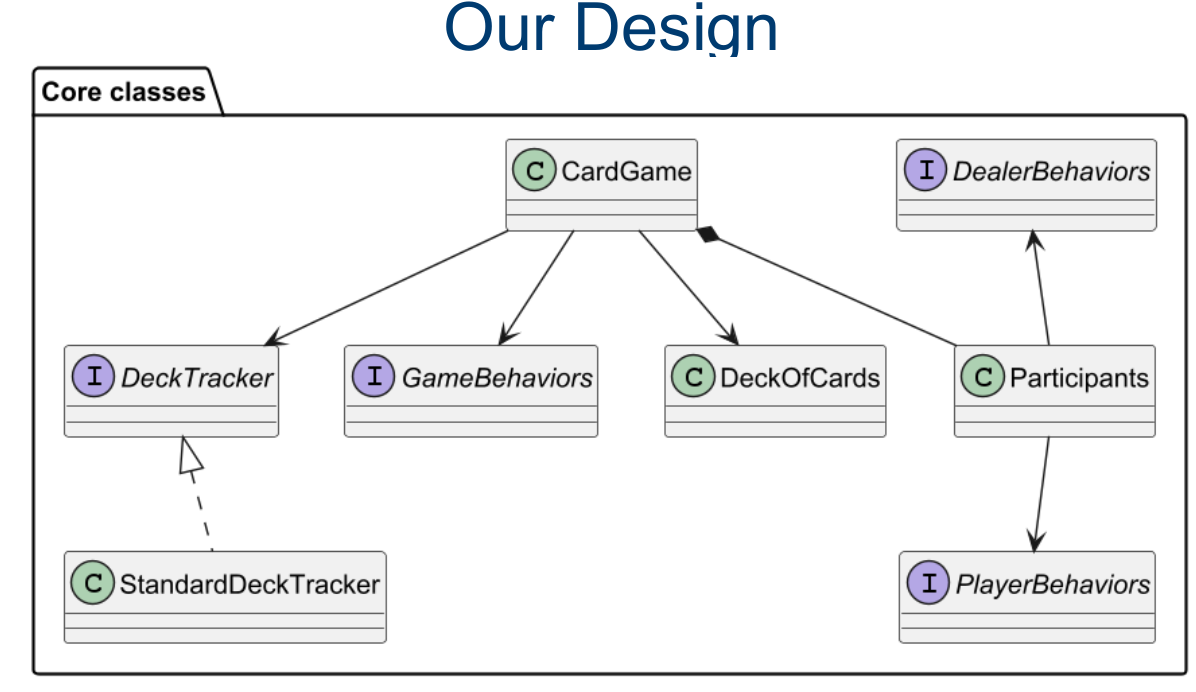 Our Design
Core classes
C CardGame
I DealerBehaviors
I DeckTracker
I GameBehaviors
C DeckOfCards
C Participants
C StandardDeckTracker
I PlayerBehaviors